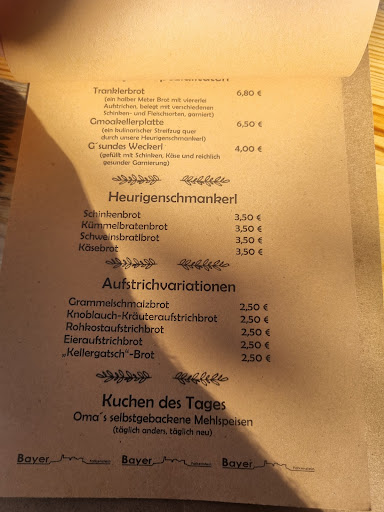 Tranklerbrot 6,80 €
(ein halber Meter Brot mit viererlei
Aufstrichen, belegt mit verschiedenen
Schinken- und Fleischsorten, garniert)
Gmoakellerplatte 6,50 €
(ein kulinarischer Streifzug quer
durch unsere Heurigenschmankerl)
G´sundes Weckerl 4,00 €
(gefüllt mit Schinken, Käse und reichlich
gesunder Garnierung)
Heurigenschmankerl
Schinkenbrot 3,50 €
Kümmelbratenbrot 3,50 €
Schweinsbratlbrot 3,50 €
Käsebrot 3,50 €
Aufstrichvariationen
Grammelschmalzbrot 2,50 €
Knoblauch-Kräuteraufstrichbrot 2,50 €
Rohkostaufstrichbrot 2,50 €
Eieraufstrichbrot 2,50 €
„Kellergatsch“-Brot 2,50 €
Kuchen des Tages
Oma´s selbstgebackene Mehlspeisen
(täglich anders, täglich neu)
Bayer Bayer Bayer